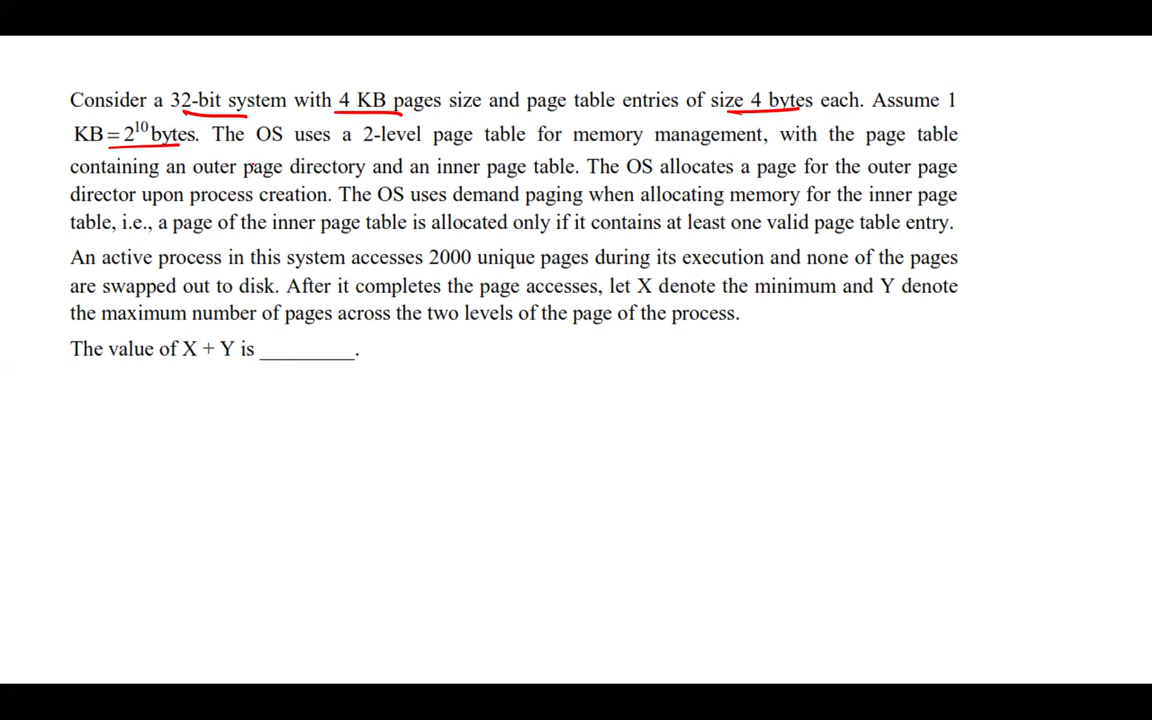 Consider a 32-bit system with 4 KB pages size and page table entries of size 4 bytes each. Assume 1
KB=2¹⁰bytes. The OS uses a 2-level page table for memory management, with the page table
containing an outer page directory and an inner page table. The OS allocates a page for the outer page
director upon process creation. The OS uses demand paging when allocating memory for the inner page
table, i.e., a page of the inner page table is allocated only if it contains at least one valid page table entry.
An active process in this system accesses 2000 unique pages during its execution and none of the pages
are swapped out to disk. After it completes the page accesses, let X denote the minimum and Y denote
the maximum number of pages across the two levels of the page of the process.
The value of X + Y is __________.